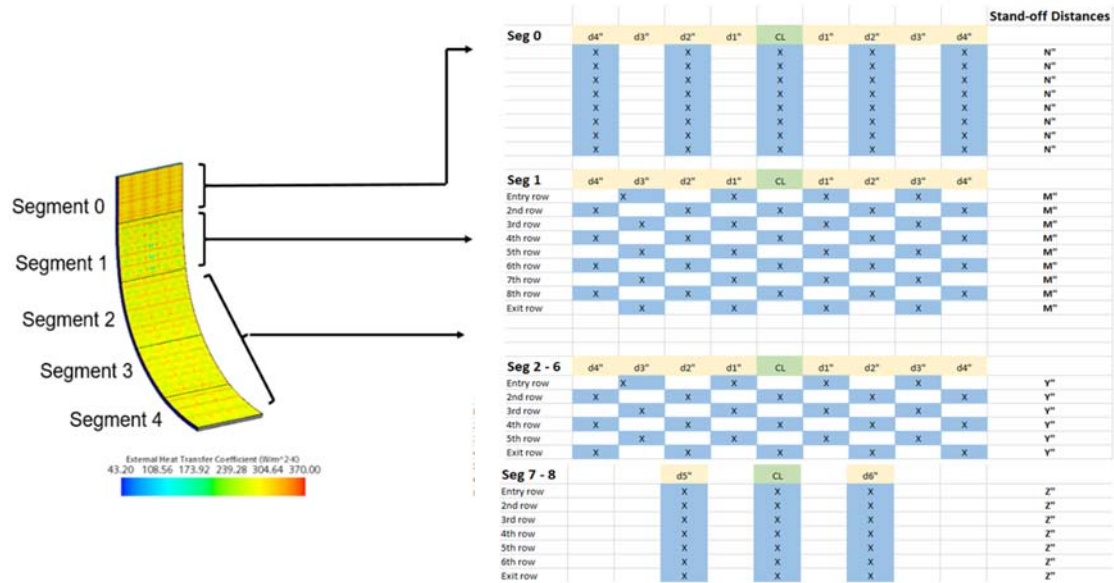 Stand-off Distances
Seg 0 d4" d3" d2" d1" CL d1" d2" d3" d4"
X X X X X N"
X X X X X N"
X X X X X N"
X X X X X N"
X X X X X N"
X X X X X N"
X X X X X N"
X X X X X N"
Seg 1 d4" d3" d2" d1" CL d1" d2" d3" d4"
Entry row X X X X M"
2nd row X X X X X M"
3rd row X X X X M"
4th row X X X X X M"
5th row X X X X M"
6th row X X X X X M"
7th row X X X X M"
8th row X X X X X M"
Exit row X X X X M"
Seg 2 - 6 d4" d3" d2" d1" CL d1" d2" d3" d4"
Entry row X X X X Y"
2nd row X X X X X Y"
3rd row X X X X Y"
4th row X X X X X Y"
5th row X X X X Y"
Exit row X X X X X Y"
Seg 7 - 8 d5" CL d6"
Entry row X X X Z"
2nd row X X X Z"
3rd row X X X Z"
4th row X X X Z"
5th row X X X Z"
6th row X X X Z"
Exit row X X X Z"
Segment 0
Segment 1
Segment 2
Segment 3
Segment 4
External Heat Transfer Coefficient (W/m^2-K)
43.20 108.56 173.92 239.28 304.64 370.00